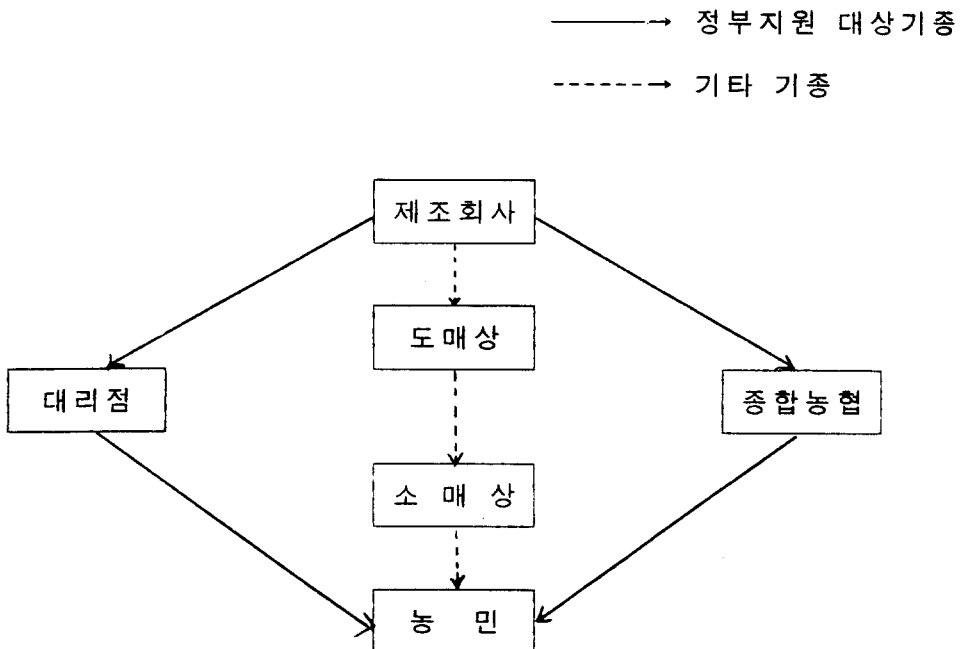 정부지원 대상기종
기타 기종
제조회사
도매상
대리점
종합농협
소매상
농민